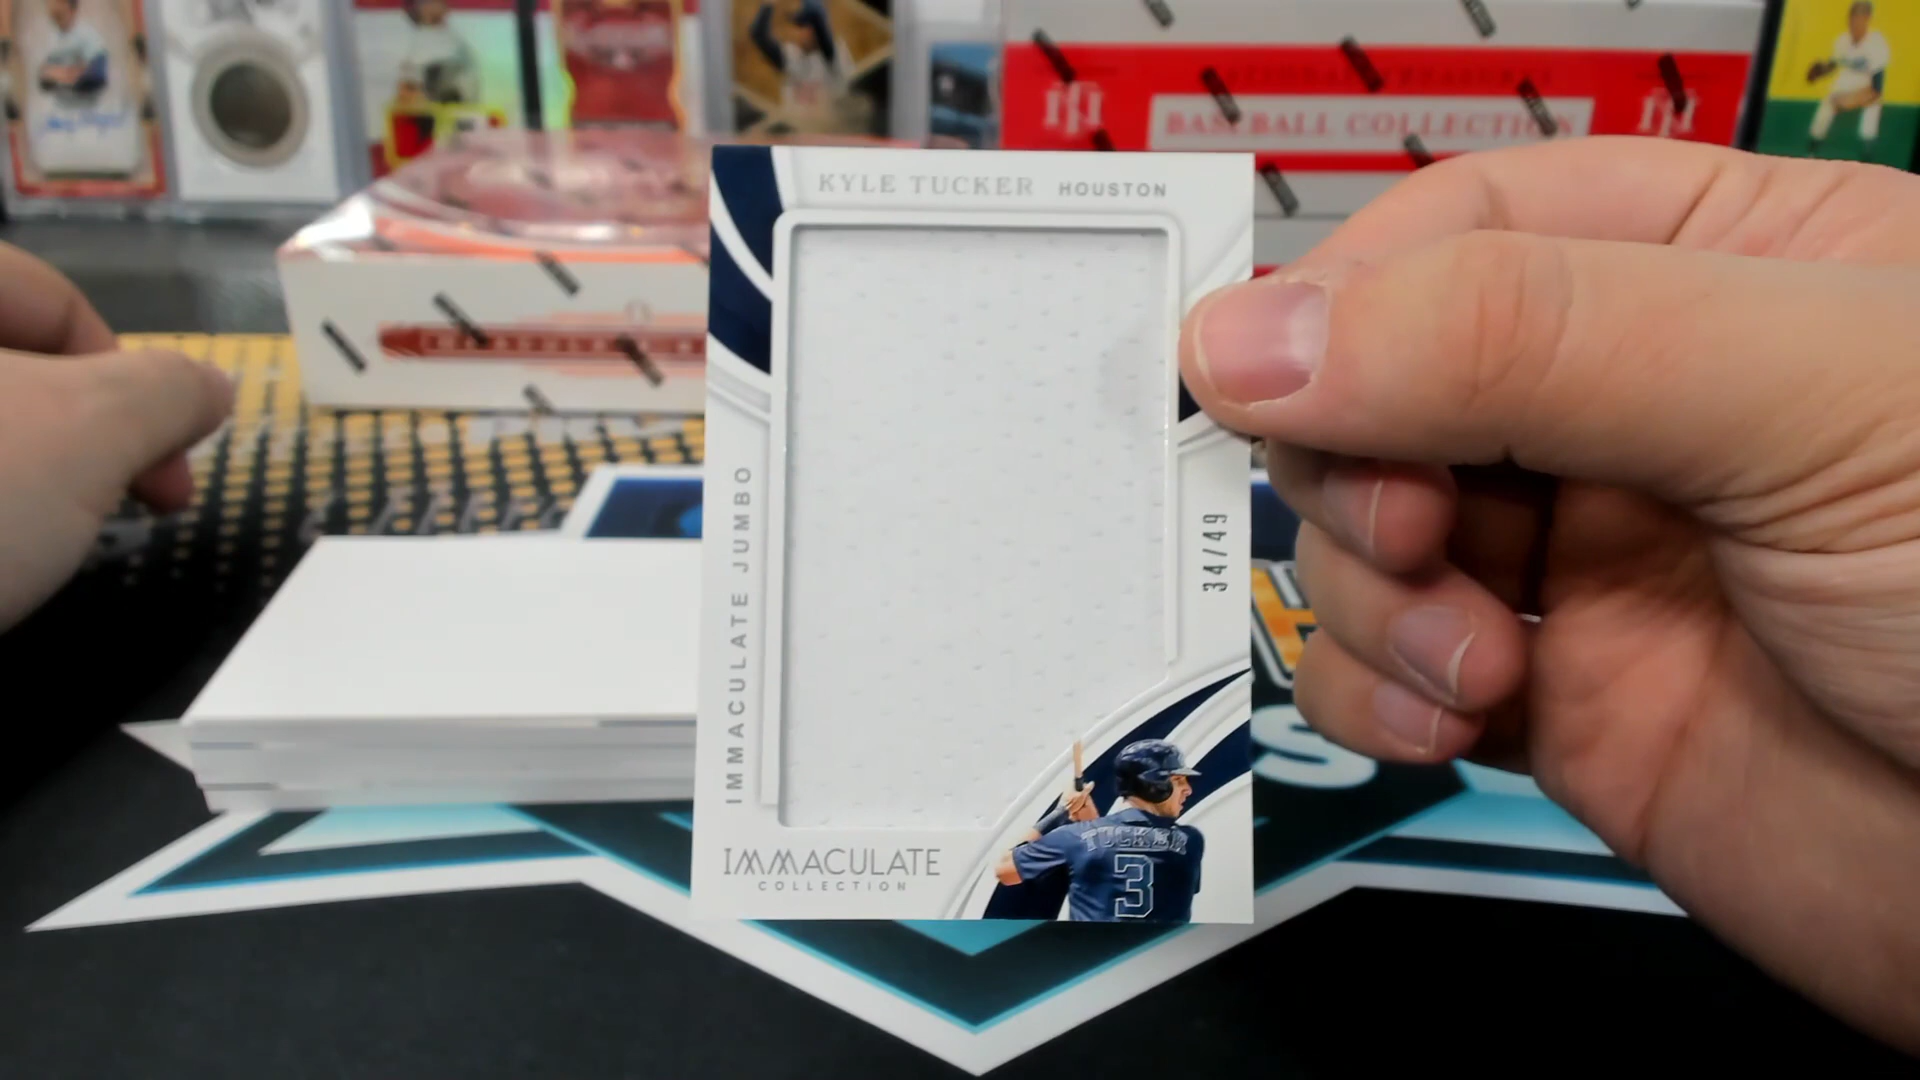 BASEBALL COLLECTION
KYLE TUCKER HOUSTON
IMMACULATE JUMBO
34/49
TUCKER
3
IMMACULATE
COLLECTION
S